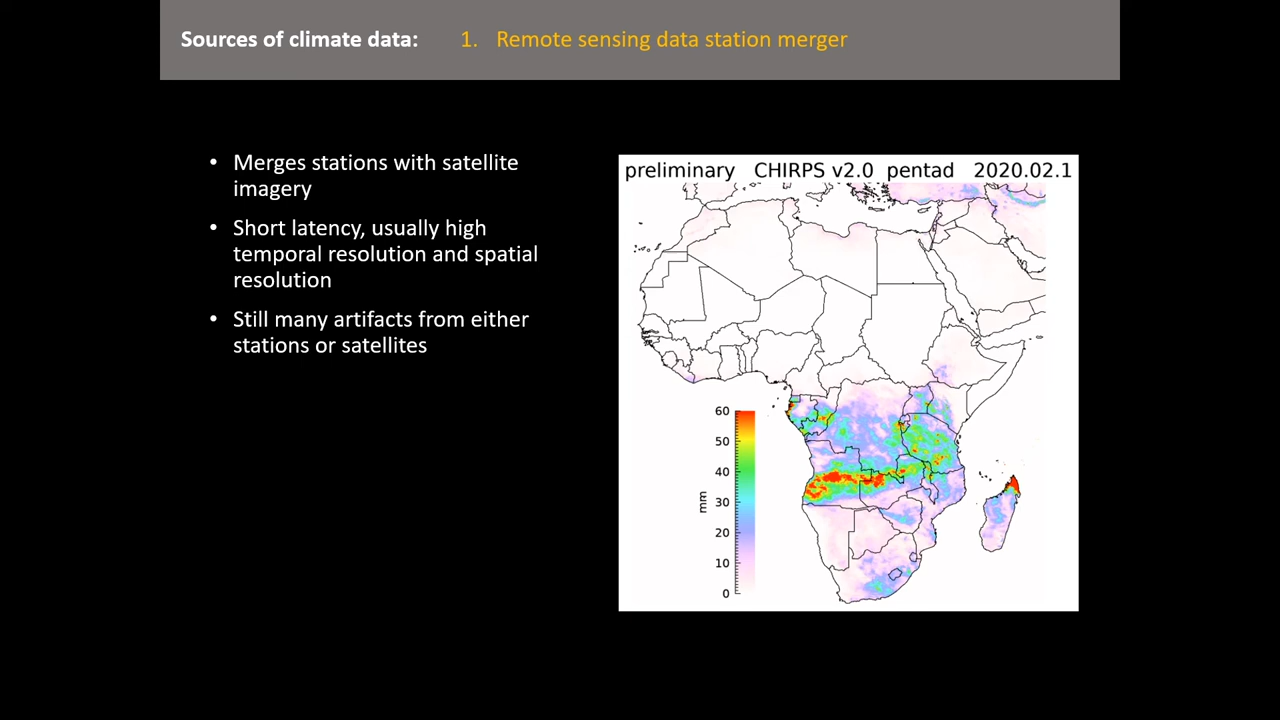 Sources of climate data: 1. Remote sensing data station merger
• Merges stations with satellite
imagery
• Short latency, usually high
temporal resolution and spatial
resolution
• Still many artifacts from either
stations or satellites
preliminary CHIRPS v2.0 pentad 2020.02.1
60
50
40
30
20
10
0
mm